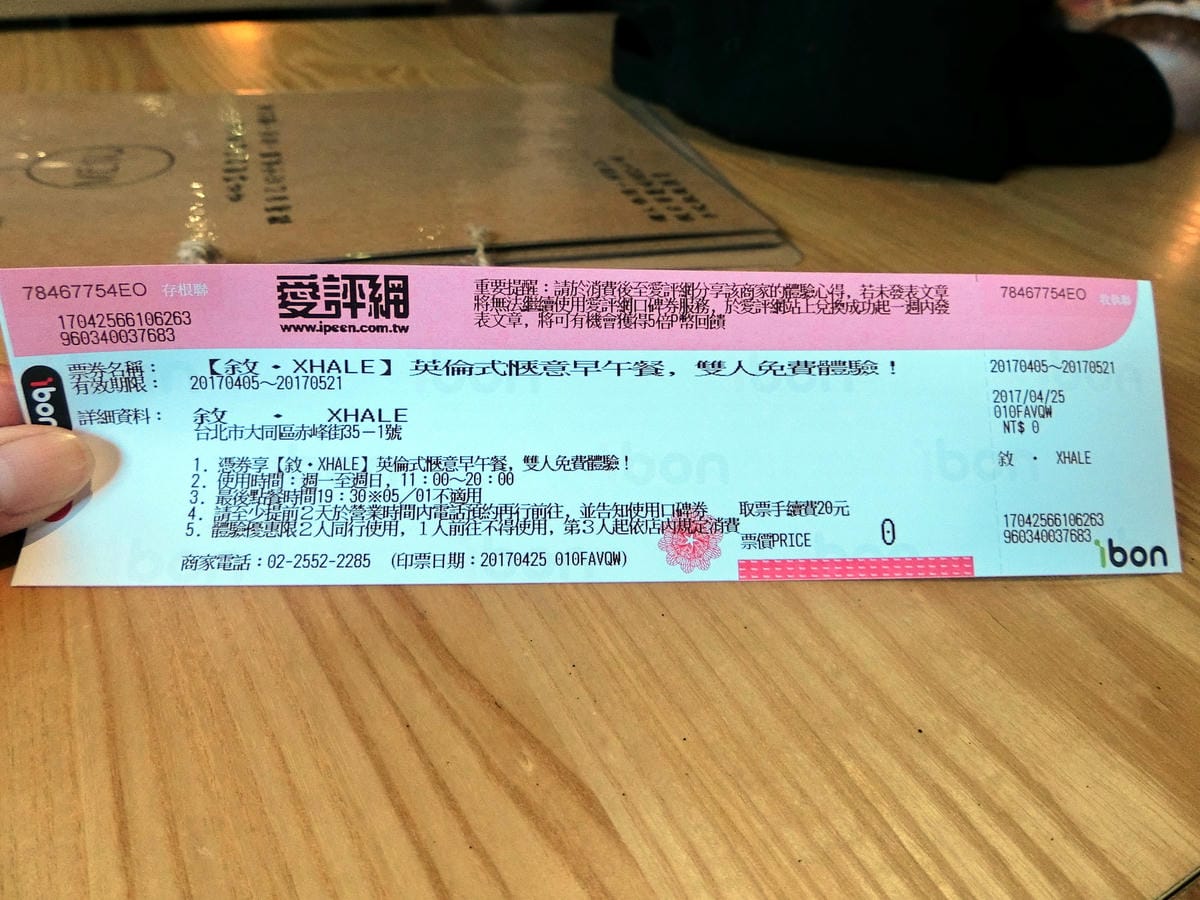 78467754EO 存根聯
17042566106263
960340037683
愛評網
www.ipeen.com.tw
重要提醒：請於消費後至愛評網分享該商家的體驗心得，若未發表文章
將無法繼續使用愛評網口碑券服務，於愛評網站上兌換成功起一週內發
表文章，將可有機會獲得5倍P幣回饋
78467754EO 收執聯
票券名稱： 【敘・XHALE】英倫式愜意早午餐，雙人免費體驗！
有效期限： 20170405～20170521
詳細資料： 敘 ・ XHALE
台北市大同區赤峰街35－1號
1. 憑券享【敘・XHALE】英倫式愜意早午餐，雙人免費體驗！
2. 使用時間：週一至週日，11：00～20：00
3. 最後點餐時間19：30※05／01不適用
4. 請至少提前2天於營業時間內電話預約再行前往，並告知使用口碑券
5. 體驗優惠限2人同行使用，1人前往不得使用，第3人起依店內規定消費
取票手續費20元
票價PRICE 0
商家電話：02-2552-2285 (印票日期：20170425 010FAVQW)
20170405～20170521
2017/04/25
010FAVQW
NT$ 0
敘 ・ XHALE
17042566106263
960340037683
ibon
ibon
MENU